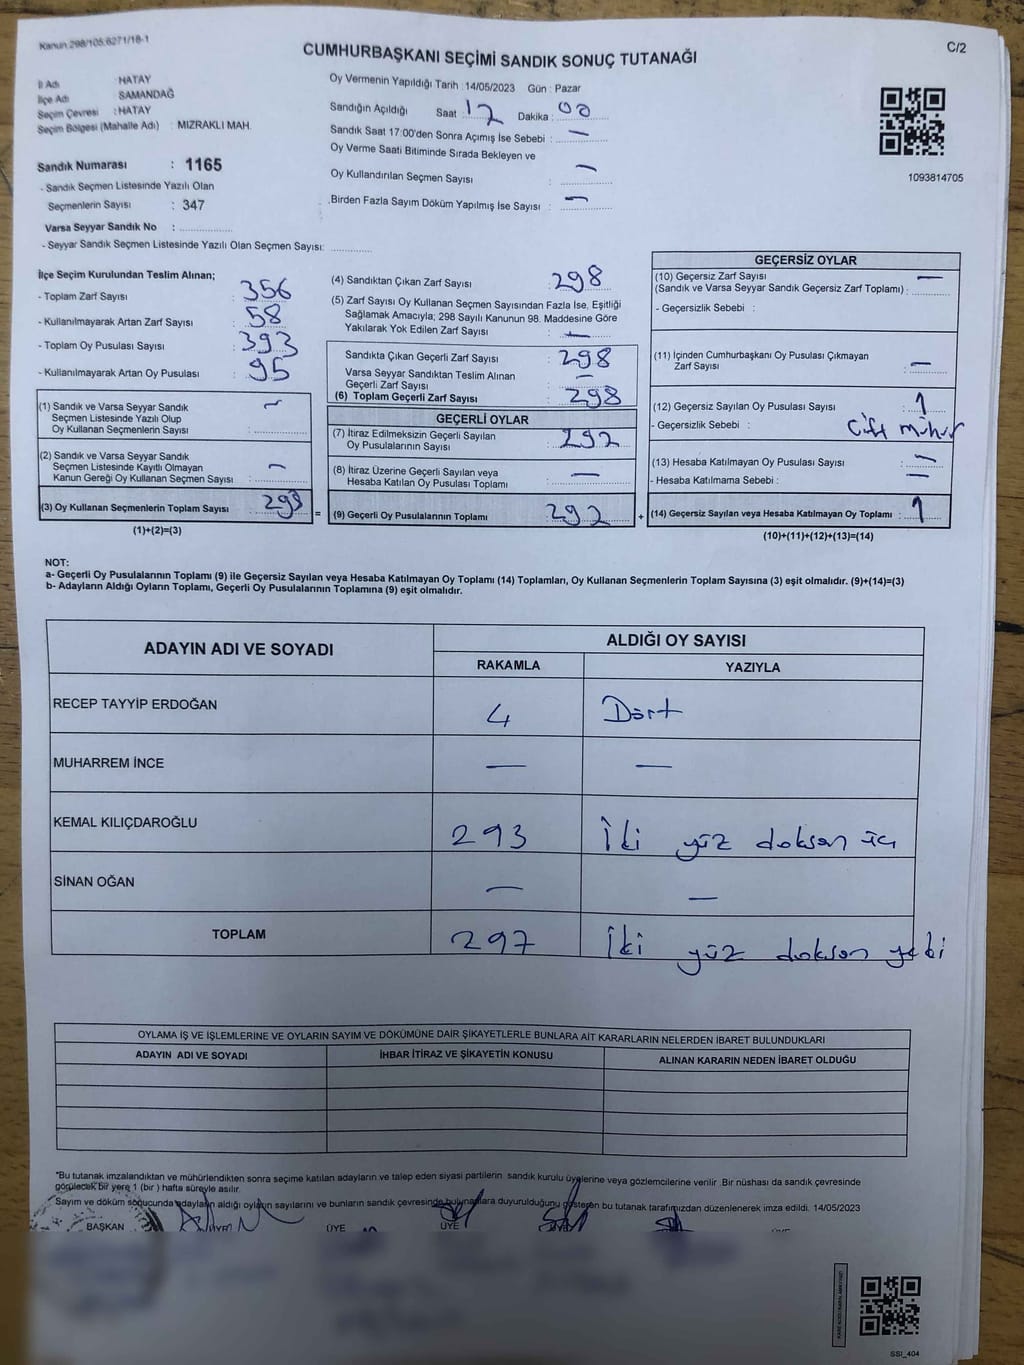 Kanun.298/105.6271/18-1
C/2
CUMHURBAŞKANI SEÇİMİ SANDIK SONUÇ TUTANAĞI
İl Adı : HATAY
İlçe Adı SAMANDAĞ
Seçim Çevresi : HATAY
Seçim Bölgesi (Mahalle Adı) : MIZRAKLI MAH.
Sandık Numarası : 1165
- Sandık Seçmen Listesinde Yazılı Olan
Seçmenlerin Sayısı : 347
Varsa Seyyar Sandık No :
- Seyyar Sandık Seçmen Listesinde Yazılı Olan Seçmen Sayısı:
Oy Vermenin Yapıldığı Tarih : 14/05/2023 Gün : Pazar
Sandığın Açıldığı Saat 17 Dakika : 00
Sandık Saat 17:00'den Sonra Açımış İse Sebebi : —
Oy Verme Saati Bitiminde Sırada Bekleyen ve
Oy Kullandırılan Seçmen Sayısı : —
Birden Fazla Sayım Döküm Yapılmış İse Sayısı : —
1093814705
İlçe Seçim Kurulundan Teslim Alınan;
- Toplam Zarf Sayısı : 356
- Kullanılmayarak Artan Zarf Sayısı : 58
- Toplam Oy Pusulası Sayısı : 393
- Kullanılmayarak Artan Oy Pusulası : 95
(1) Sandık ve Varsa Seyyar Sandık —
Seçmen Listesinde Yazılı Olup
Oy Kullanan Seçmenlerin Sayısı :
(2) Sandık ve Varsa Seyyar Sandık
Seçmen Listesinde Kayıtlı Olmayan —
Kanun Gereği Oy Kullanan Seçmen Sayısı :
(3) Oy Kullanan Seçmenlerin Toplam Sayısı : 298 =
(1)+(2)=(3)
(4) Sandıktan Çıkan Zarf Sayısı : 298
(5) Zarf Sayısı Oy Kullanan Seçmen Sayısından Fazla İse, Eşitliği
Sağlamak Amacıyla; 298 Sayılı Kanunun 98. Maddesine Göre
Yakılarak Yok Edilen Zarf Sayısı : —
Sandıkta Çıkan Geçerli Zarf Sayısı : 298
Varsa Seyyar Sandıktan Teslim Alınan —
Geçerli Zarf Sayısı :
(6) Toplam Geçerli Zarf Sayısı : 298
GEÇERLİ OYLAR
(7) İtiraz Edilmeksizin Geçerli Sayılan : 292
Oy Pusulalarının Sayısı
(8) İtiraz Üzerine Geçerli Sayılan veya —
Hesaba Katılan Oy Pusulası Toplamı :
(9) Geçerli Oy Pusulalarının Toplamı : 292 +
GEÇERSİZ OYLAR
(10) Geçersiz Zarf Sayısı —
(Sandık ve Varsa Seyyar Sandık Geçersiz Zarf Toplamı) :
- Geçersizlik Sebebi :
(11) İçinden Cumhurbaşkanı Oy Pusulası Çıkmayan
Zarf Sayısı : —
(12) Geçersiz Sayılan Oy Pusulası Sayısı : 1
- Geçersizlik Sebebi : Çift mühür
(13) Hesaba Katılmayan Oy Pusulası Sayısı : —
- Hesaba Katılmama Sebebi : —
(14) Geçersiz Sayılan veya Hesaba Katılmayan Oy Toplamı : 1
(10)+(11)+(12)+(13)=(14)
NOT:
a- Geçerli Oy Pusulalarının Toplamı (9) ile Geçersiz Sayılan veya Hesaba Katılmayan Oy Toplamı (14) Toplamları, Oy Kullanan Seçmenlerin Toplam Sayısına (3) eşit olmalıdır. (9)+(14)=(3)
b- Adayların Aldığı Oyların Toplamı, Geçerli Oy Pusulalarının Toplamına (9) eşit olmalıdır.
ADAYIN ADI VE SOYADI ALDIĞI OY SAYISI
RAKAMLA YAZIYLA
RECEP TAYYİP ERDOĞAN 4 Dört
MUHARREM İNCE — —
KEMAL KILIÇDAROĞLU 293 İki yüz doksan üç
SİNAN OĞAN — —
TOPLAM 297 İki yüz doksan yedi
OYLAMA İŞ VE İŞLEMLERİNE VE OYLARIN SAYIM VE DÖKÜMÜNE DAİR ŞİKAYETLERLE BUNLARA AİT KARARLARIN NELERDEN İBARET BULUNDUKLARI
ADAYIN ADI VE SOYADI İHBAR İTİRAZ VE ŞİKAYETİN KONUSU ALINAN KARARIN NEDEN İBARET OLDUĞU
*Bu tutanak imzalandıktan ve mühürlendikten sonra seçime katılan adayların ve talep eden siyasi partilerin sandık kurulu üyelerine veya gözlemcilerine verilir. Bir nüshası da sandık çevresinde
görülecek bir yere 1 (bir ) hafta süreyle asılır.
Sayım ve döküm sonucunda adayların aldığı oyların sayılarını ve bunların sandık çevresinde bulunanlara duyurulduğunu gösteren bu tutanak tarafımızdan düzenlenerek imza edildi. 14/05/2023
BAŞKAN ÜYE ÜYE ÜYE
SSI_404